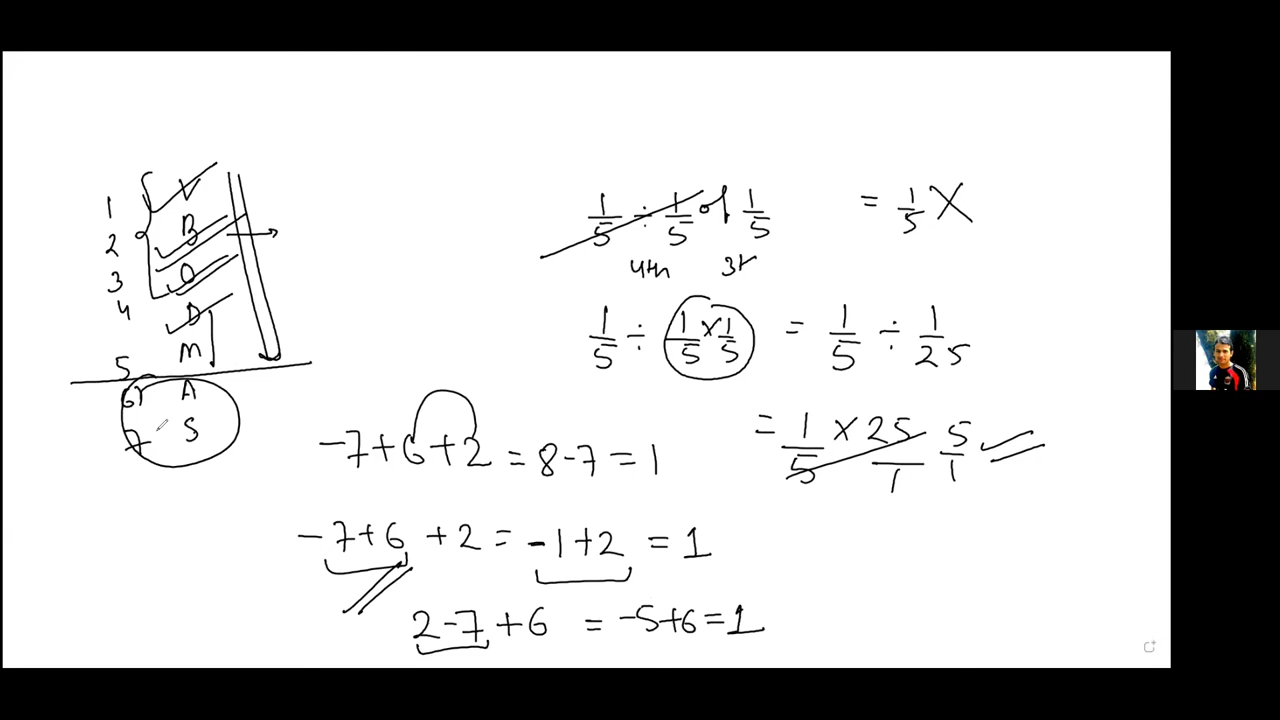 1 V
2 B
3 O
4 D
5 M
6 A
7 S
1/5 ÷ 1/5 of 1/5 = 1/5 X
4th 3r
1/5 ÷ 1/5 × 1/5 = 1/5 ÷ 1/25
= 1/5 × 25/1 5/1
-7+6+2 = 8-7 = 1
-7+6 +2 = -1+2 = 1
2-7 +6 = -5+6 = 1